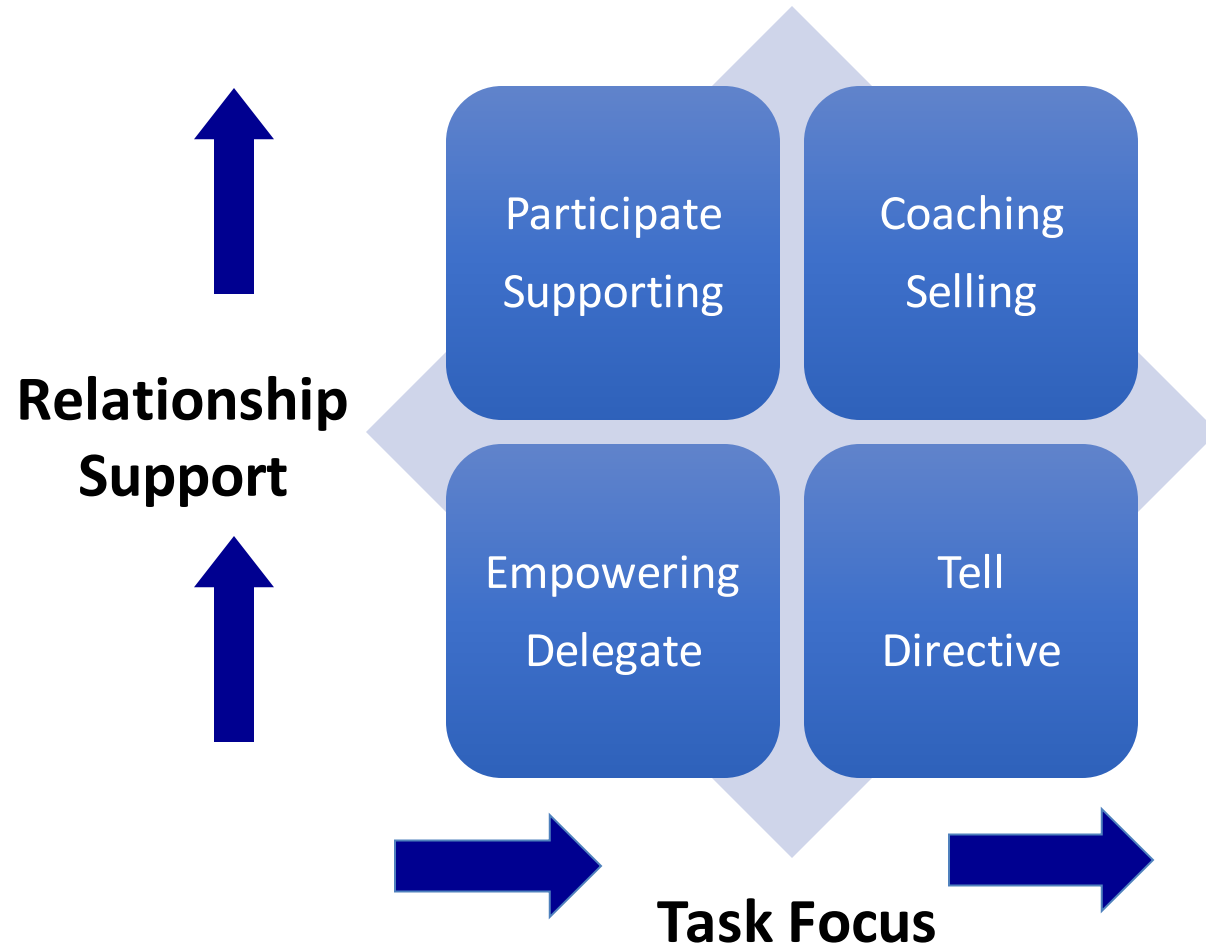 Participate
Supporting
Coaching
Selling
Relationship
Support
Empowering
Delegate
Tell
Directive
Task Focus